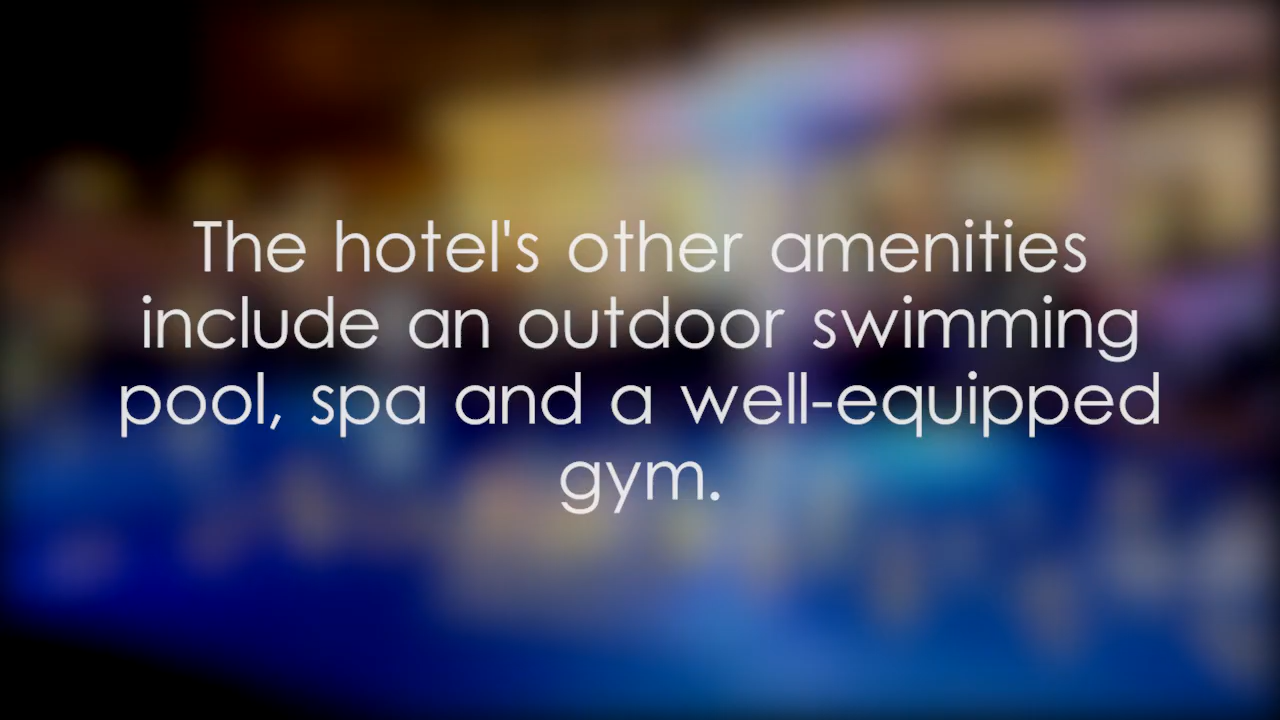 The hotel's other amenities
include an outdoor swimming
pool, spa and a well-equipped
gym.